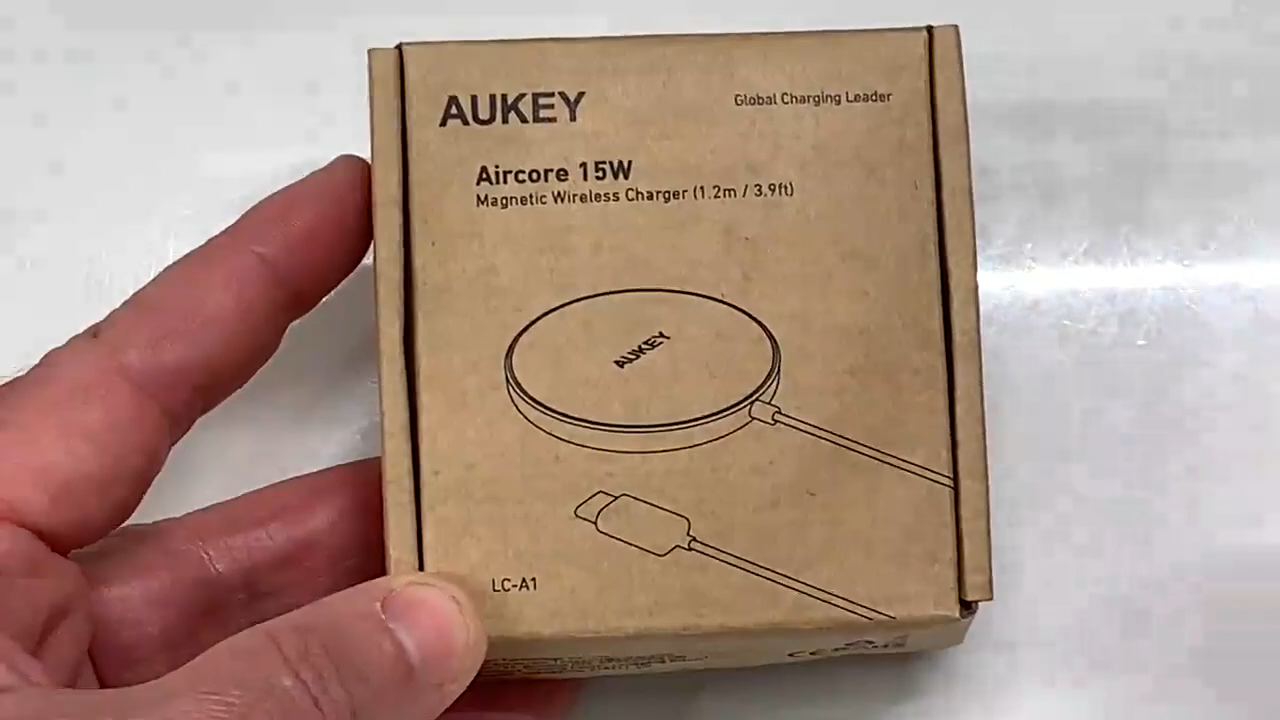 AUKEY
Global Charging Leader
Aircore 15W
Magnetic Wireless Charger (1.2m / 3.9ft)
AUKEY
LC-A1